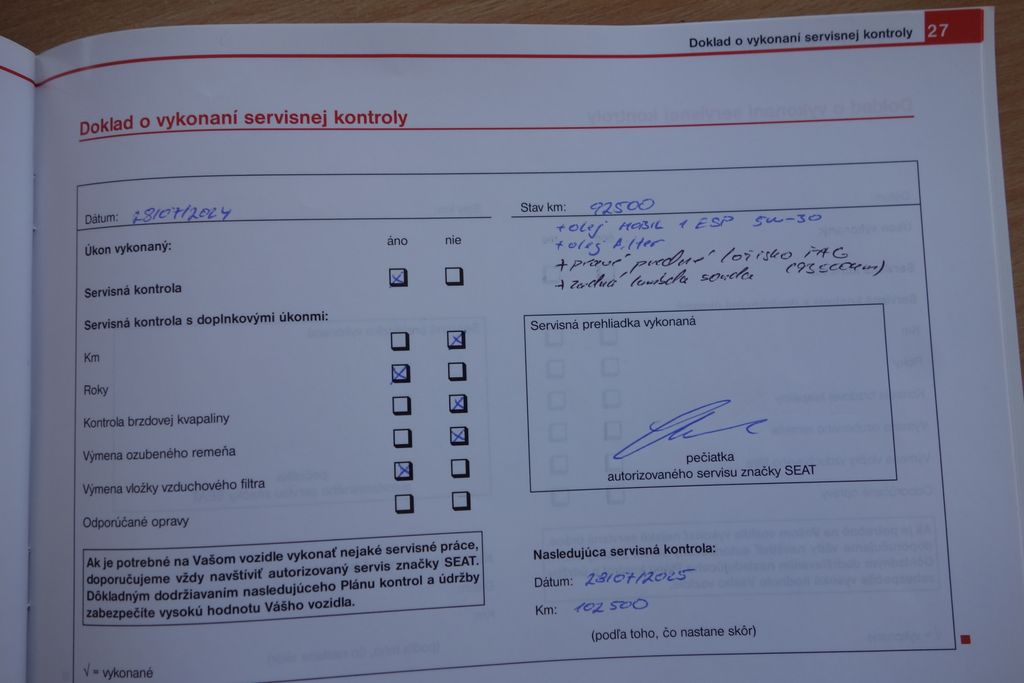 Doklad o vykonaní servisnej kontroly 27
Doklad o vykonaní servisnej kontroly
Dátum: 28/07/2024
Stav km: 92500
+ olej MOBIL 1 ESP 5W-30
+ olej filter
+ pravé predné ložisko FAG
+ zadná lambda sonda (93500km)
Úkon vykonaný:
áno nie
Servisná kontrola
Servisná kontrola s doplnkovými úkonmi:
Km
Roky
Kontrola brzdovej kvapaliny
Výmena ozubeného remeňa
Výmena vložky vzduchového filtra
Odporúčané opravy
Servisná prehliadka vykonaná
pečiatka
autorizovaného servisu značky SEAT
Ak je potrebné na Vašom vozidle vykonať nejaké servisné práce,
doporučujeme vždy navštíviť autorizovaný servis značky SEAT.
Dôkladným dodržiavaním nasledujúceho Plánu kontrol a údržby
zabezpečíte vysokú hodnotu Vášho vozidla.
Nasledujúca servisná kontrola:
Dátum: 28/07/2025
Km: 102500
(podľa toho, čo nastane skôr)
√ = vykonané